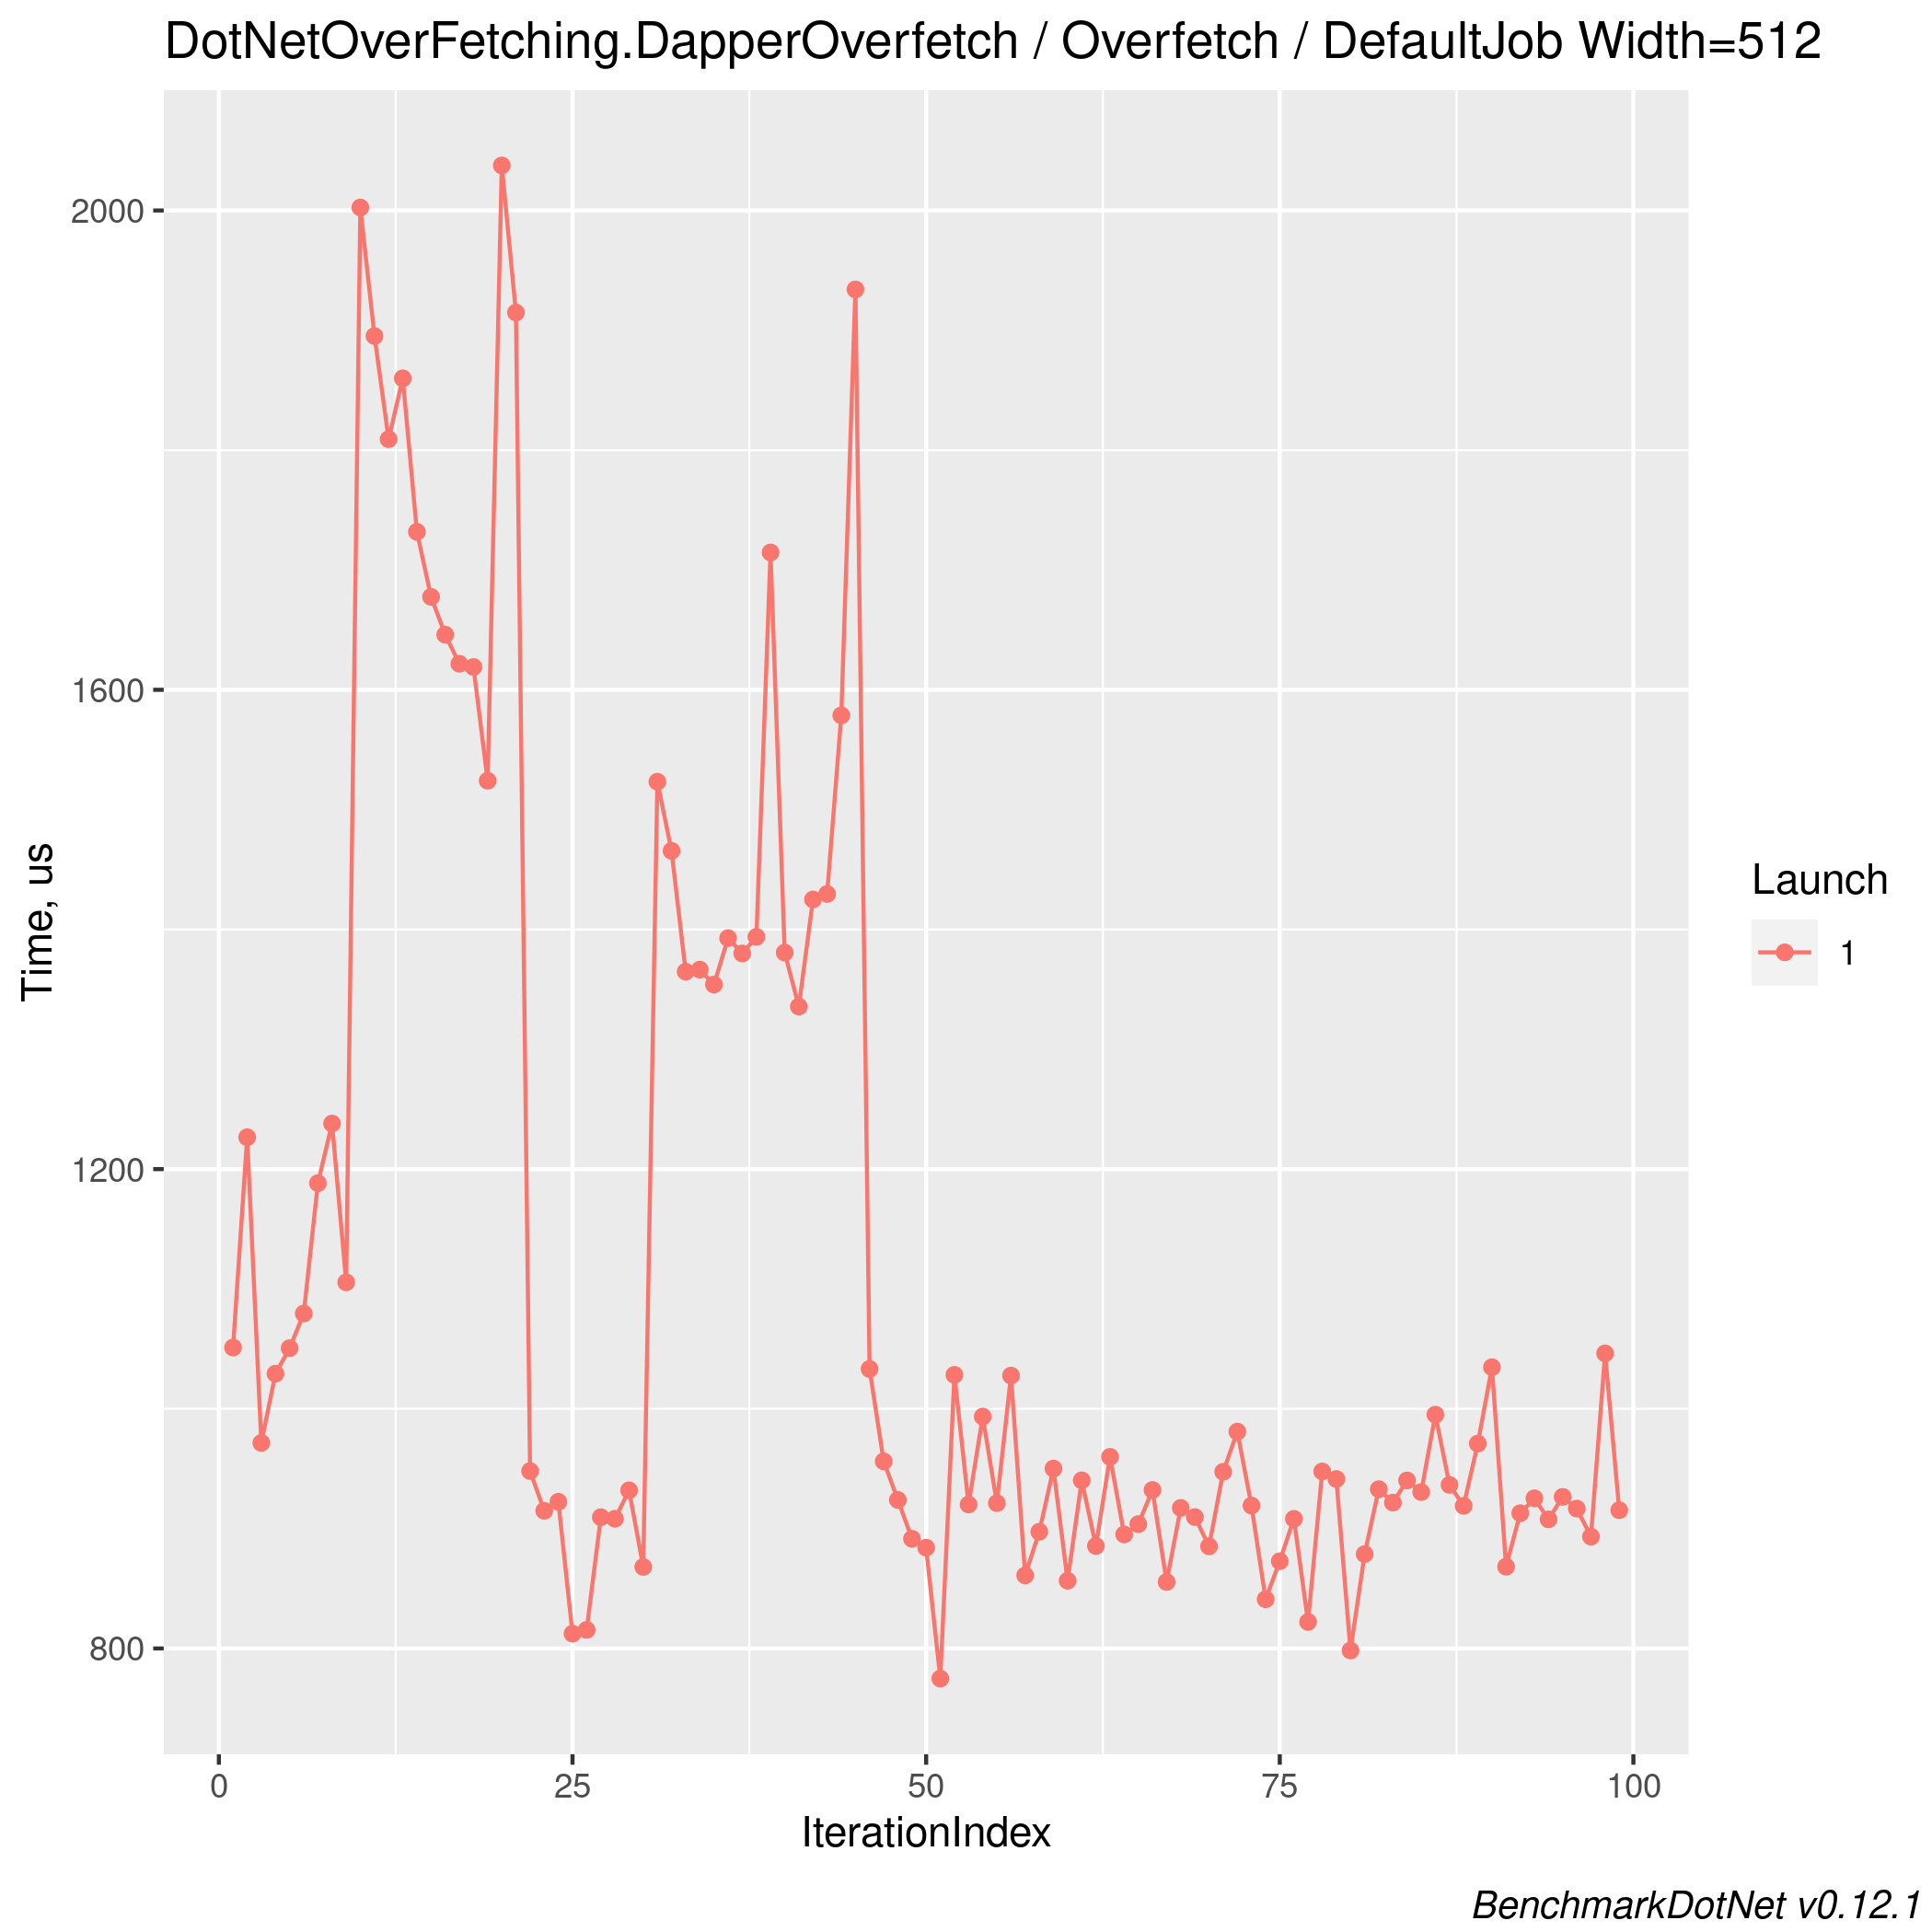 DotNetOverFetching.DapperOverfetch / Overfetch / DefaultJob Width=512
Time, us
2000
1600
1200
800
0 25 50 75 100
IterationIndex
Launch
1
BenchmarkDotNet v0.12.1